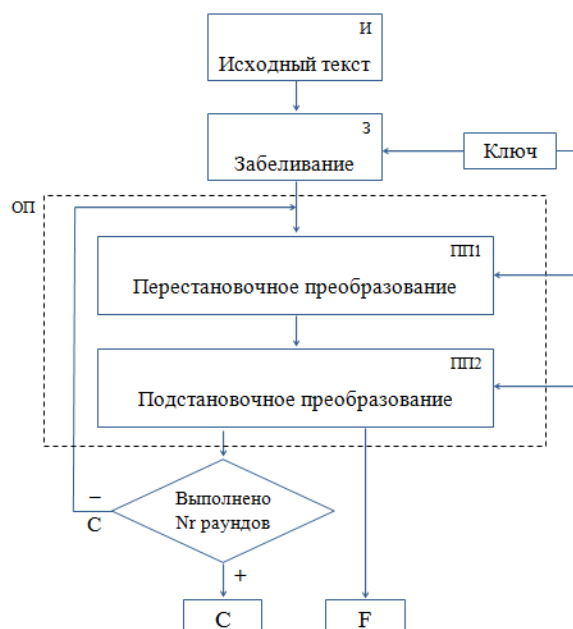 И
Исходный текст
З
Забеливание
Ключ
ОП
ПП1
Перестановочное преобразование
ПП2
Подстановочное преобразование
–
С
Выполнено
Nr раундов
+
C
F